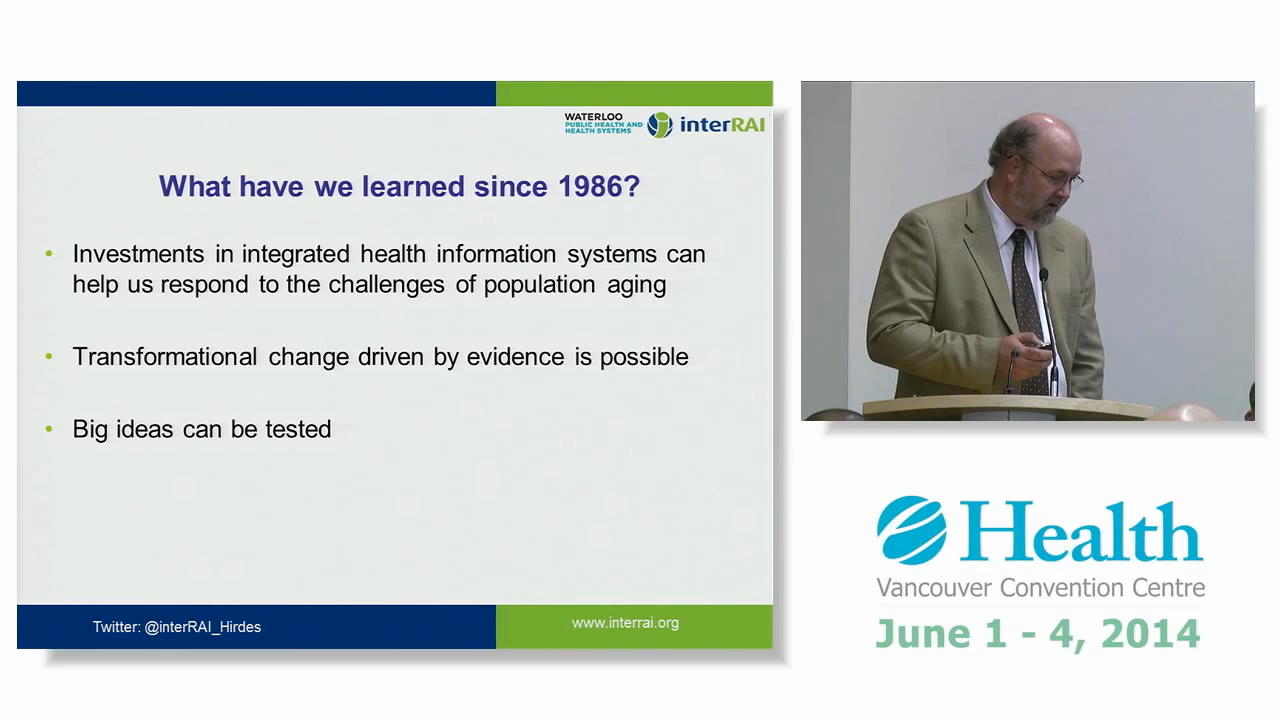 WATERLOO
PUBLIC HEALTH AND
HEALTH SYSTEMS
interRAI
What have we learned since 1986?
• Investments in integrated health information systems can
help us respond to the challenges of population aging
• Transformational change driven by evidence is possible
• Big ideas can be tested
Twitter: @interRAI_Hirdes
www.interrai.org
eHealth
Vancouver Convention Centre
June 1 - 4, 2014